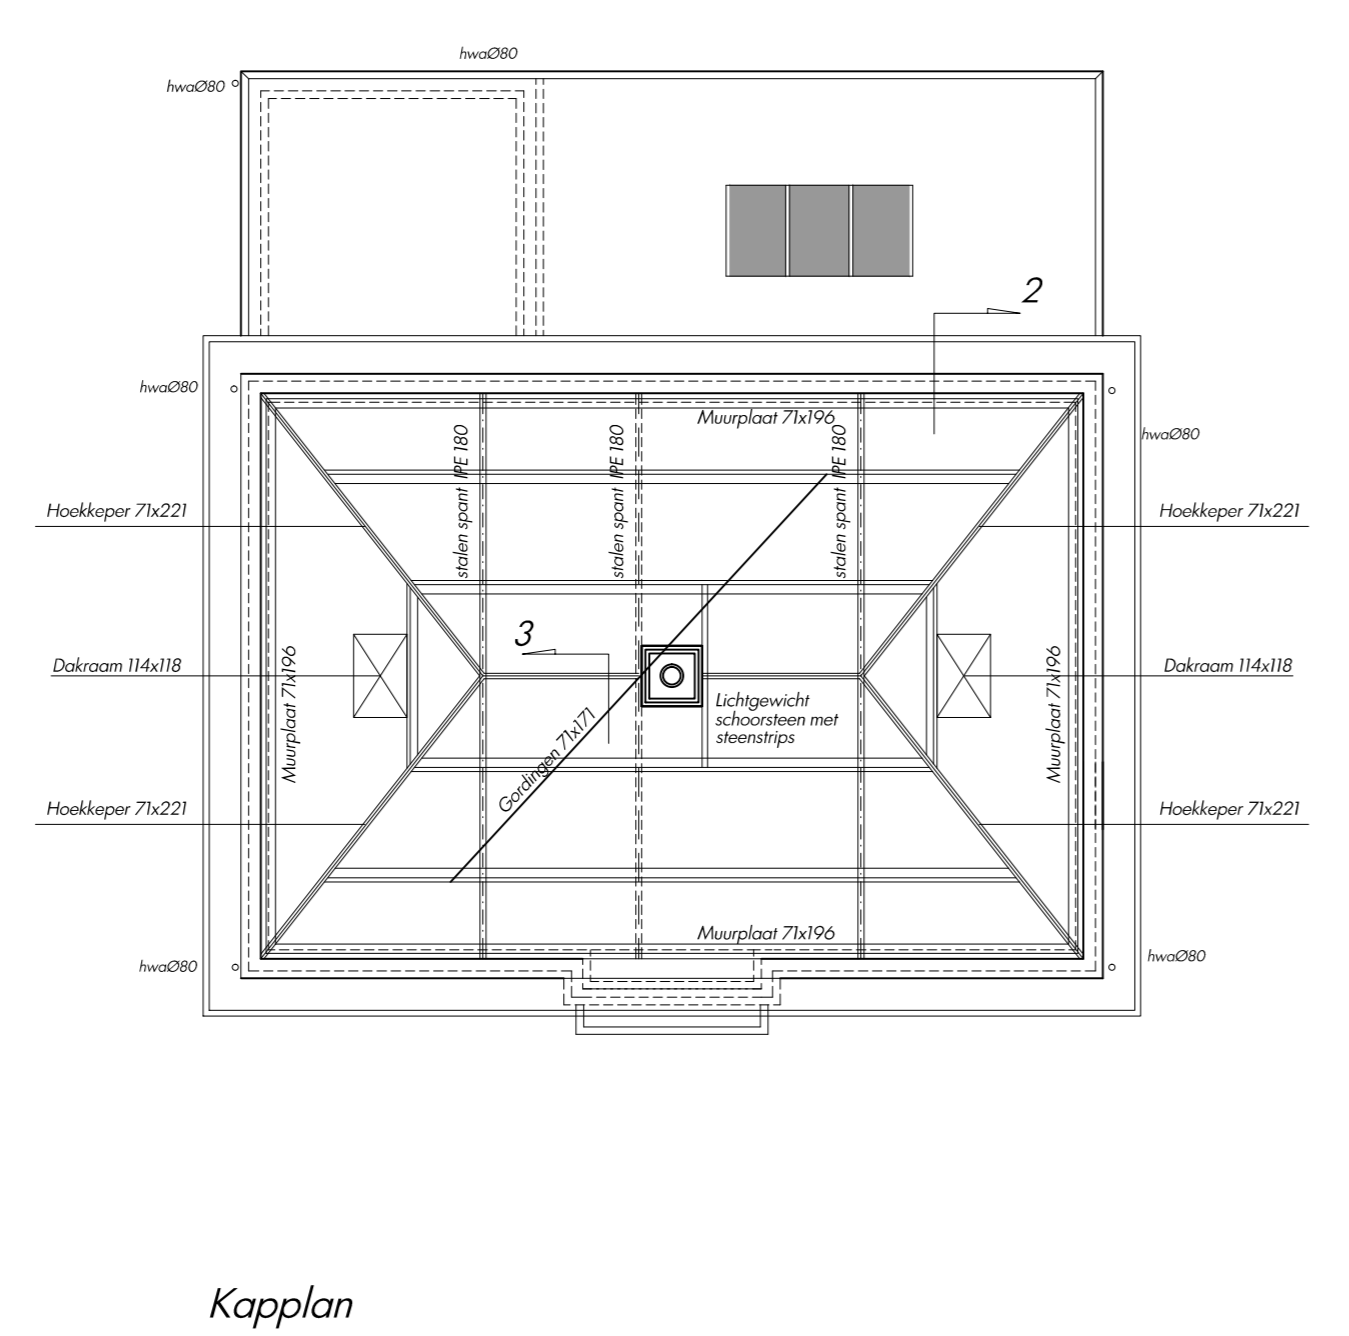 hwaØ80
hwaØ80
2
hwaØ80
Muurplaat 71x196
hwaØ80
stalen spant IPE 180
stalen spant IPE 180
stalen spant IPE 180
Hoekkeper 71x221
Hoekkeper 71x221
3
Dakraam 114x118
Muurplaat 71x196
Gordingen 71x171
Lichtgewicht
schoorsteen met
steenstrips
Muurplaat 71x196
Dakraam 114x118
Hoekkeper 71x221
Hoekkeper 71x221
Muurplaat 71x196
hwaØ80
hwaØ80
Kapplan